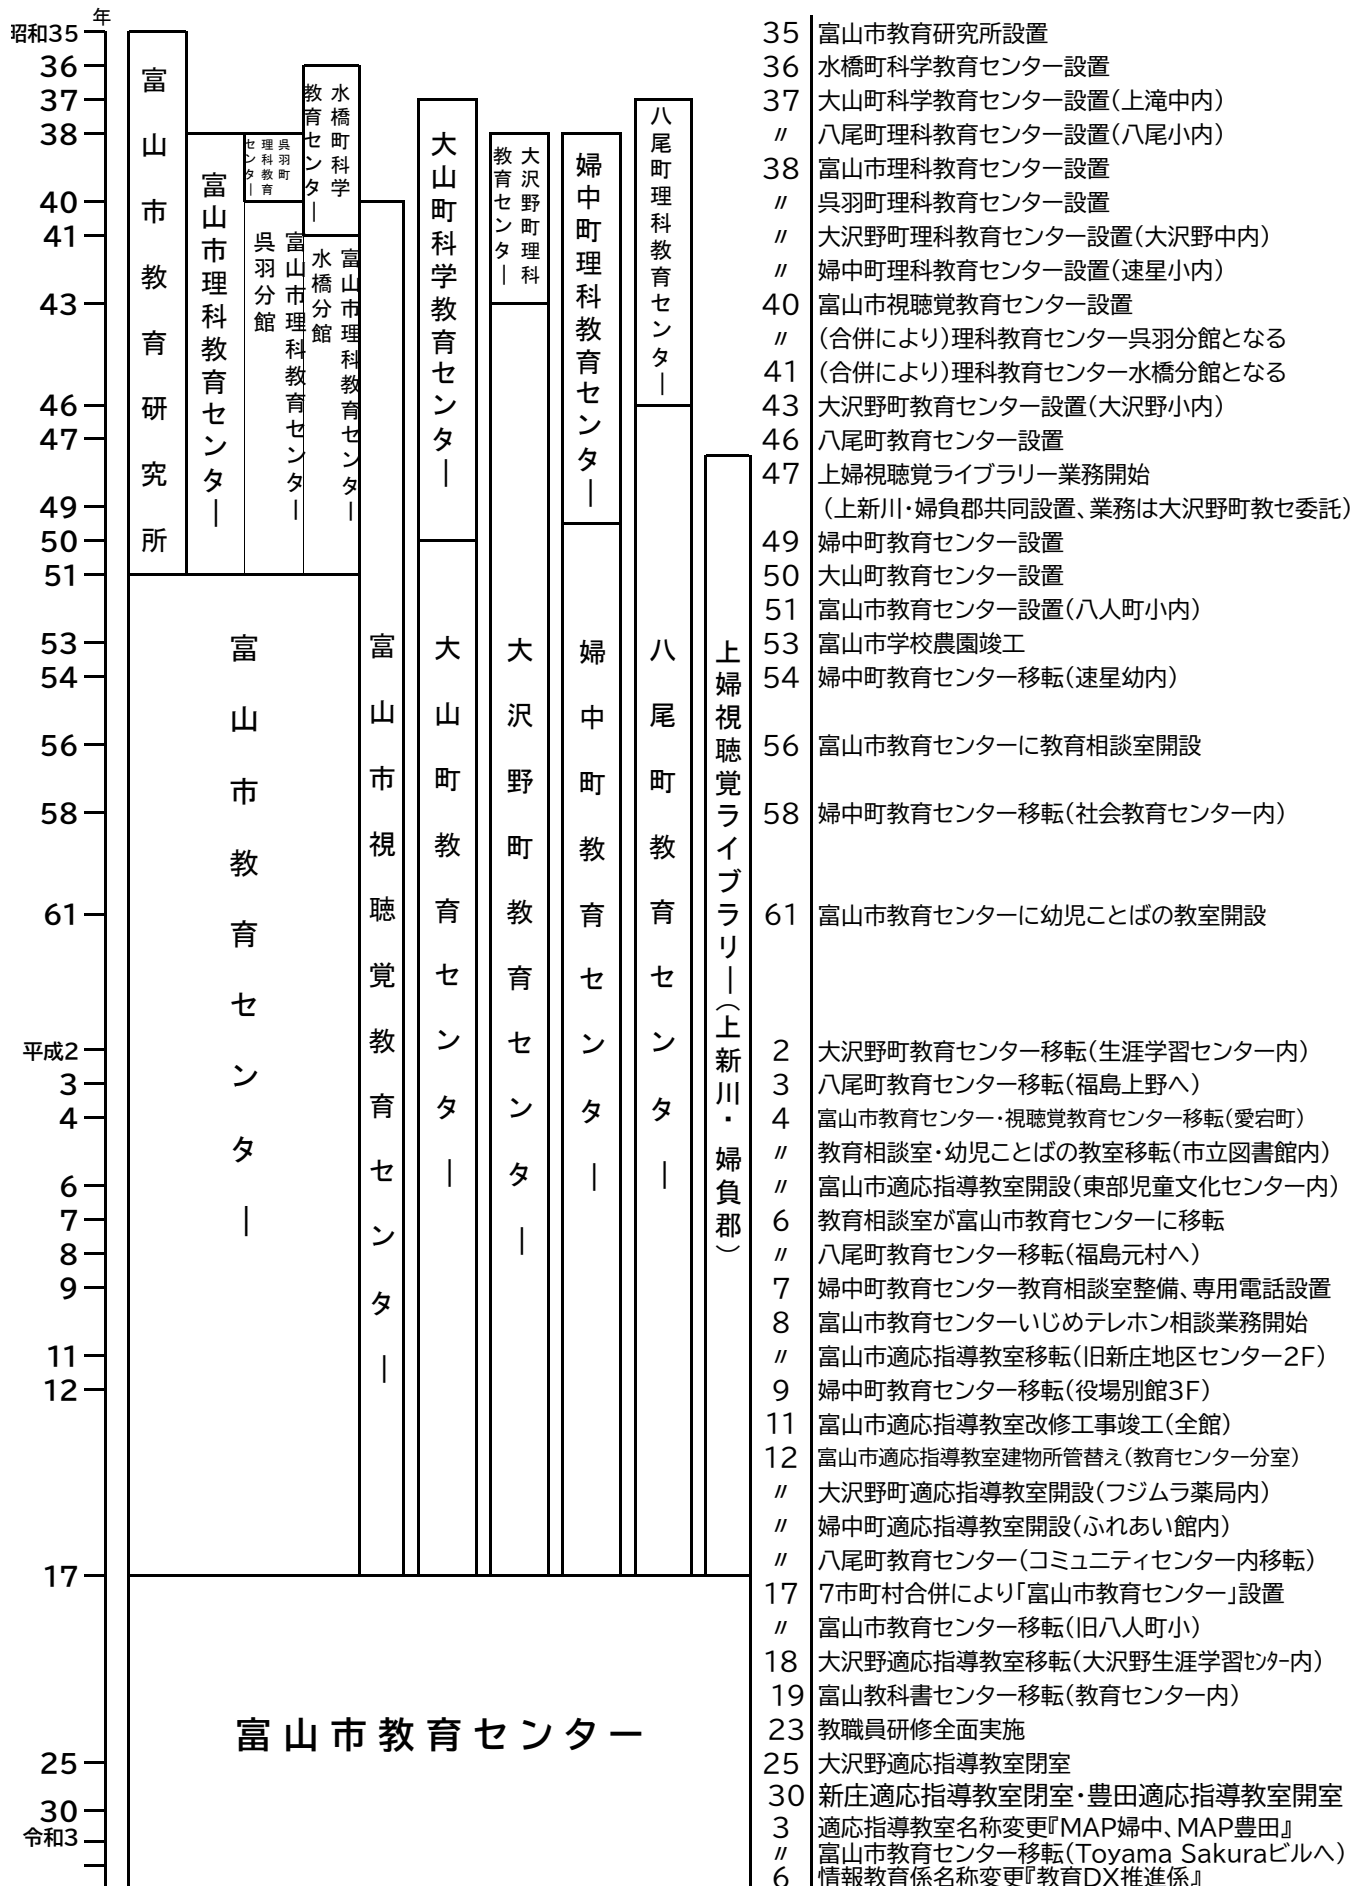 年
昭和35
36
37
38
40
41
43
46
47
49
50
51
53
54
56
58
61
平成2
3
4
6
7
8
9
11
12
17
25
30
令和3
富山市教育研究所
富山市理科教育センター
呉羽町
理科教育
センター
水橋町科学
教育センター
富山市理科教育センター
呉羽分館
富山市理科教育センター
水橋分館
大山町科学教育センター
大沢野町理科
教育センター
婦中町理科教育センター
八尾町理科教育センター
富山市教育センター
富山市視聴覚教育センター
大山町教育センター
大沢野町教育センター
婦中町教育センター
八尾町教育センター
上婦視聴覚ライブラリー(上新川・婦負郡)
富山市教育センター
35 富山市教育研究所設置
36 水橋町科学教育センター設置
37 大山町科学教育センター設置(上滝中内)
〃 八尾町理科教育センター設置(八尾小内)
38 富山市理科教育センター設置
〃 呉羽町理科教育センター設置
〃 大沢野町理科教育センター設置(大沢野中内)
〃 婦中町理科教育センター設置(速星小内)
40 富山市視聴覚教育センター設置
〃 (合併により)理科教育センター呉羽分館となる
41 (合併により)理科教育センター水橋分館となる
43 大沢野町教育センター設置(大沢野小内)
46 八尾町教育センター設置
47 上婦視聴覚ライブラリー業務開始
(上新川・婦負郡共同設置、業務は大沢野町教セ委託)
49 婦中町教育センター設置
50 大山町教育センター設置
51 富山市教育センター設置(八人町小内)
53 富山市学校農園竣工
54 婦中町教育センター移転(速星幼内)
56 富山市教育センターに教育相談室開設
58 婦中町教育センター移転(社会教育センター内)
61 富山市教育センターに幼児ことばの教室開設
2 大沢野町教育センター移転(生涯学習センター内)
3 八尾町教育センター移転(福島上野へ)
4 富山市教育センター・視聴覚教育センター移転(愛宕町)
〃 教育相談室・幼児ことばの教室移転(市立図書館内)
〃 富山市適応指導教室開設(東部児童文化センター内)
6 教育相談室が富山市教育センターに移転
〃 八尾町教育センター移転(福島元村へ)
7 婦中町教育センター教育相談室整備、専用電話設置
8 富山市教育センターいじめテレホン相談業務開始
〃 富山市適応指導教室移転(旧新庄地区センター2F)
9 婦中町教育センター移転(役場別館3F)
11 富山市適応指導教室改修工事竣工(全館)
12 富山市適応指導教室建物所管替え(教育センター分室)
〃 大沢野町適応指導教室開設(フジムラ薬局内)
〃 婦中町適応指導教室開設(ふれあい館内)
〃 八尾町教育センター(コミュニティセンター内移転)
17 7市町村合併により「富山市教育センター」設置
〃 富山市教育センター移転(旧八人町小)
18 大沢野適応指導教室移転(大沢野生涯学習ｾﾝﾀｰ内)
19 富山教科書センター移転(教育センター内)
23 教職員研修全面実施
25 大沢野適応指導教室閉室
30 新庄適応指導教室閉室・豊田適応指導教室開室
3 適応指導教室名称変更『MAP婦中、MAP豊田』
〃 富山市教育センター移転(Toyama Sakuraビルへ)
6 情報教育係名称変更『教育DX推進係』